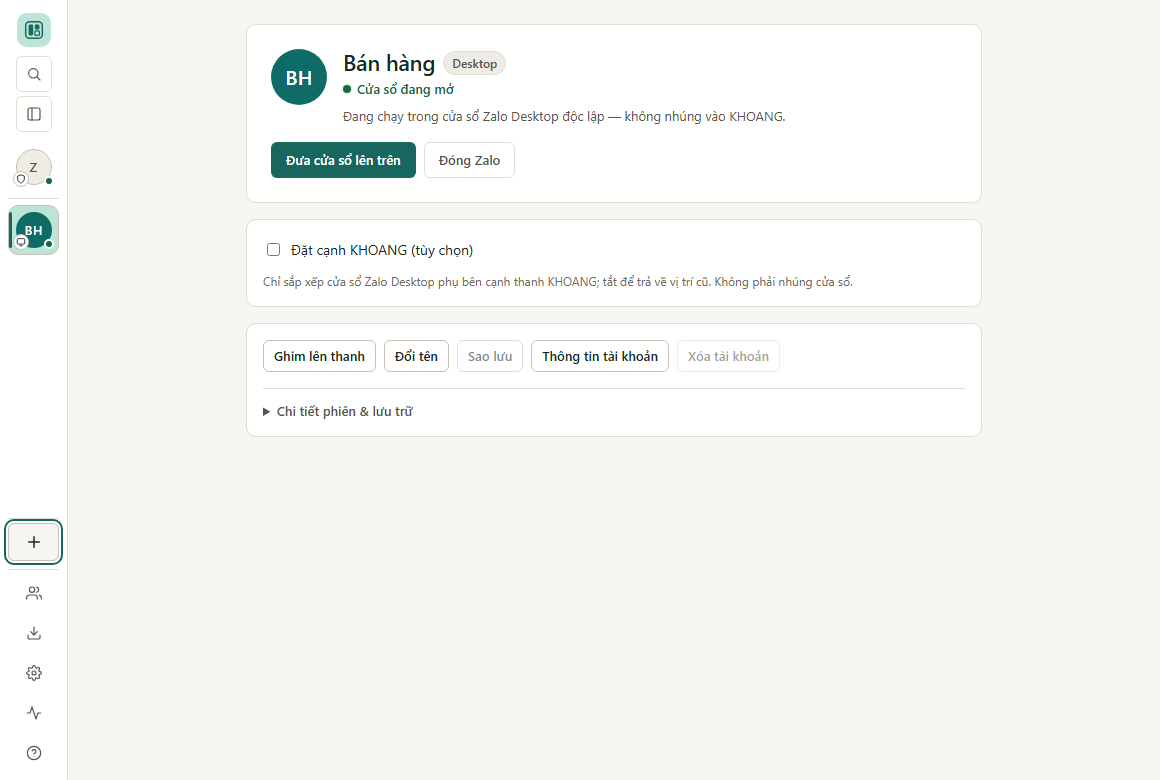 BH
Bán hàng
Desktop
Cửa sổ đang mở
Đang chạy trong cửa sổ Zalo Desktop độc lập — không nhúng vào KHOANG.
Đưa cửa sổ lên trên
Đóng Zalo
Z
BH
Đặt cạnh KHOANG (tùy chọn)
Chỉ sắp xếp cửa sổ Zalo Desktop phụ bên cạnh thanh KHOANG; tắt để trả về vị trí cũ. Không phải nhúng cửa sổ.
Ghim lên thanh
Đổi tên
Sao lưu
Thông tin tài khoản
Xóa tài khoản
Chi tiết phiên & lưu trữ